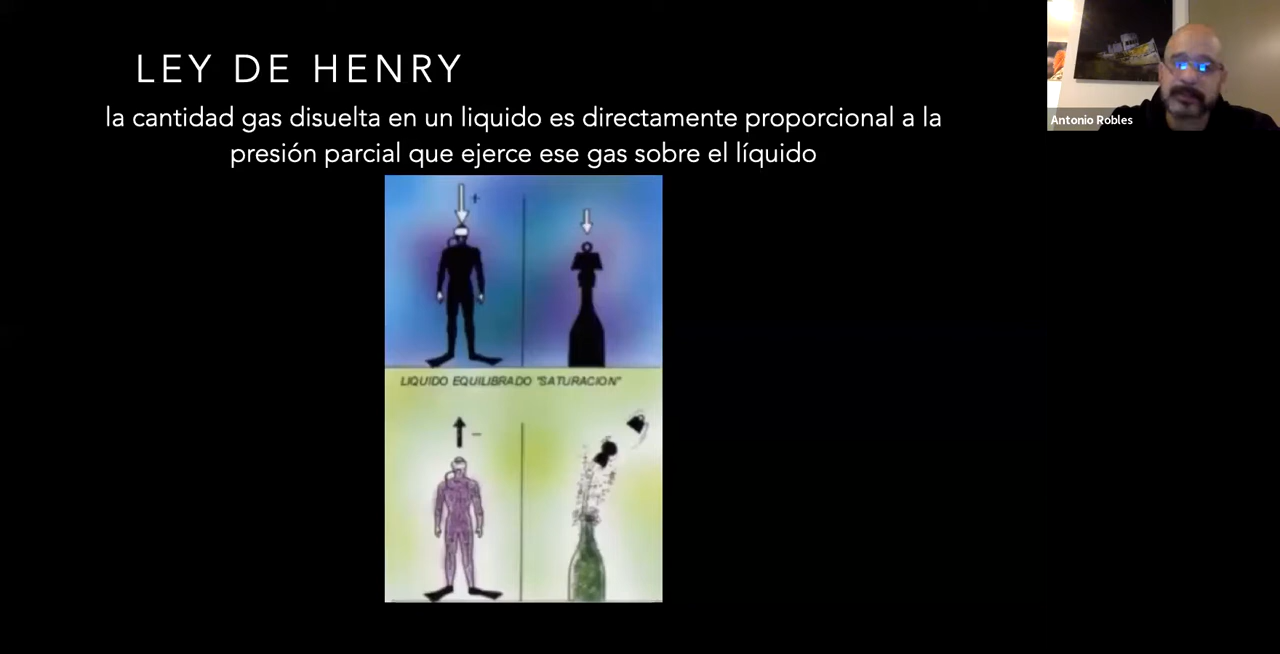 LEY DE HENRY
la cantidad gas disuelta en un liquido es directamente proporcional a la
presión parcial que ejerce ese gas sobre el líquido
Antonio Robles
+
LIQUIDO EQUILIBRADO "SATURACION"
-